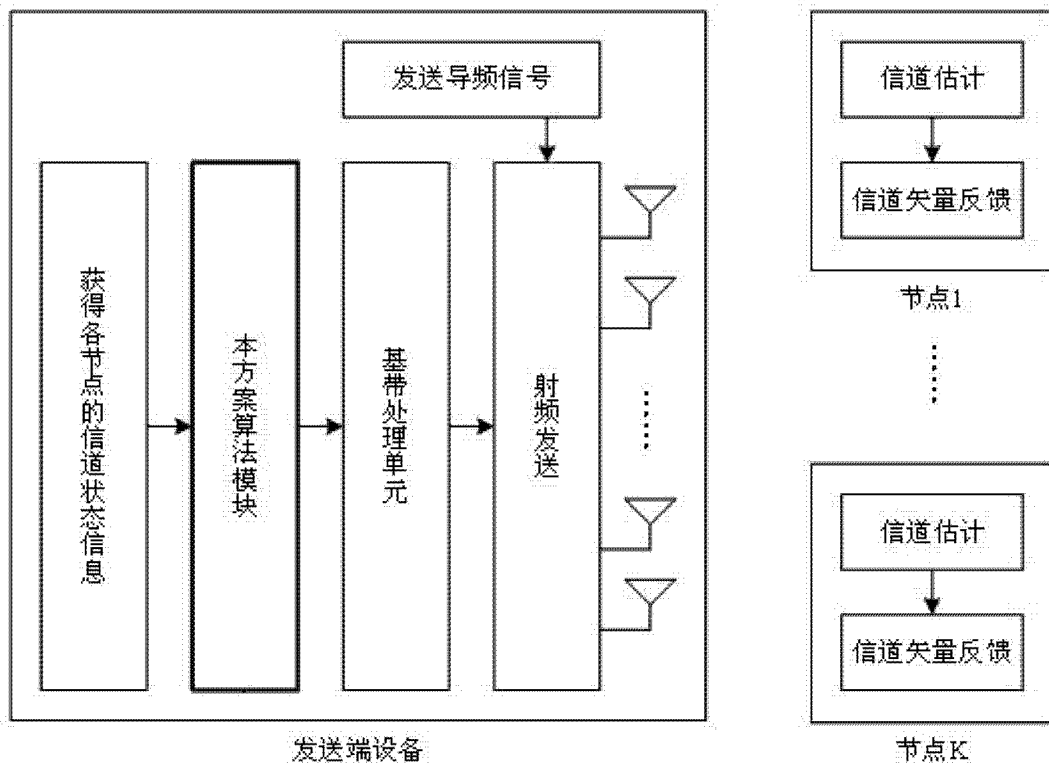 发送导频信号
获得各节点的信道状态信息
本方案算法模块
基带处理单元
射频发送
发送端设备
信道估计
信道矢量反馈
节点1
信道估计
信道矢量反馈
节点K